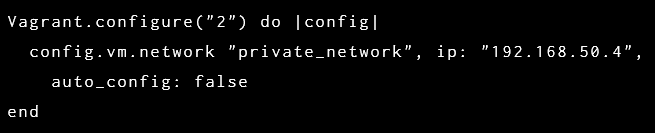 Vagrant.configure("2") do |config|
  config.vm.network "private_network", ip: "192.168.50.4",
    auto_config: false
end